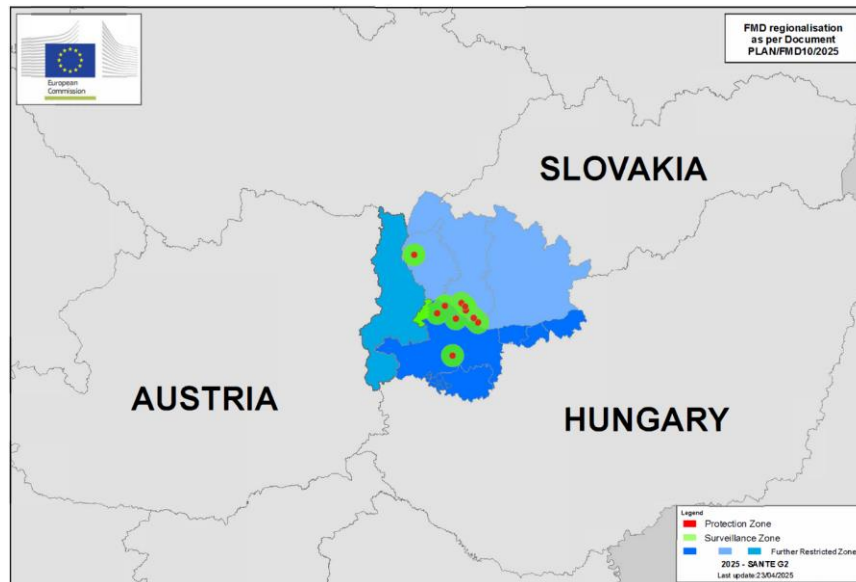 European
Commission
FMD regionalisation
as per Document
PLAN/FMD10/2025
SLOVAKIA
AUSTRIA
HUNGARY
Legend
Protection Zone
Surveillance Zone
Further Restricted Zone
2025 - SANTE G2
Last update:23/04/2025